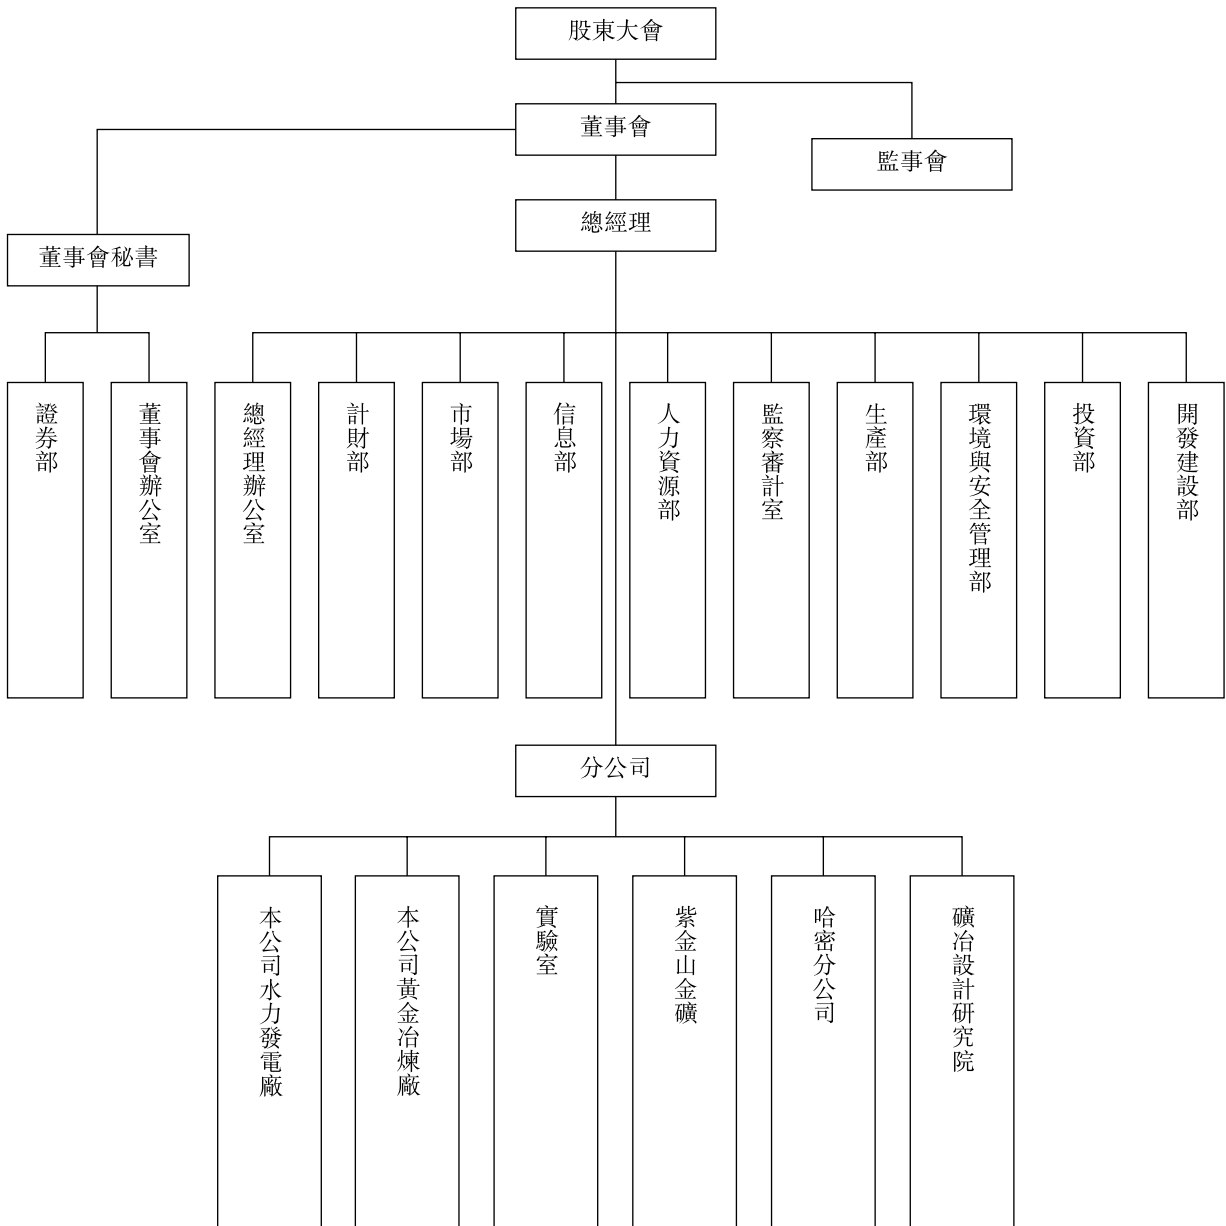 股東大會
董事會
監事會
總經理
董事會秘書
證券部
董事會辦公室
總經理辦公室
計財部
市場部
信息部
人力資源部
監察審計室
生產部
環境與安全管理部
投資部
開發建設部
分公司
本公司水力發電廠
本公司黃金冶煉廠
實驗室
紫金山金礦
哈密分公司
礦冶設計研究院